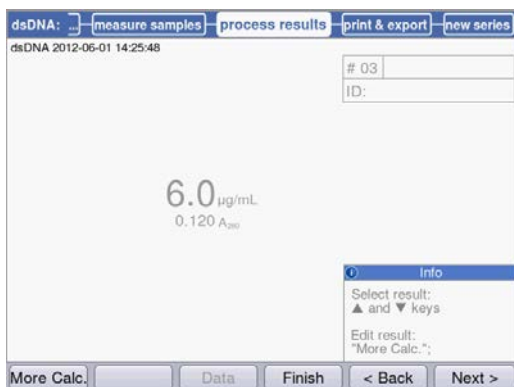 dsDNA: ... measure samples process results print & export new series
dsDNA 2012-06-01 14:25:48
# 03
ID:
6.0 µg/mL
0.120 A260
Info
Select result:
▲ and ▼ keys
Edit result:
"More Calc.";
More Calc. Data Finish < Back Next >